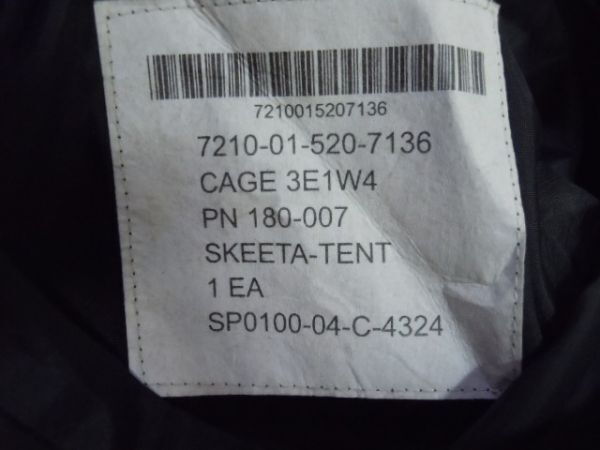 7210015207136
7210-01-520-7136
CAGE 3E1W4
PN 180-007
SKEETA-TENT
1 EA
SP0100-04-C-4324